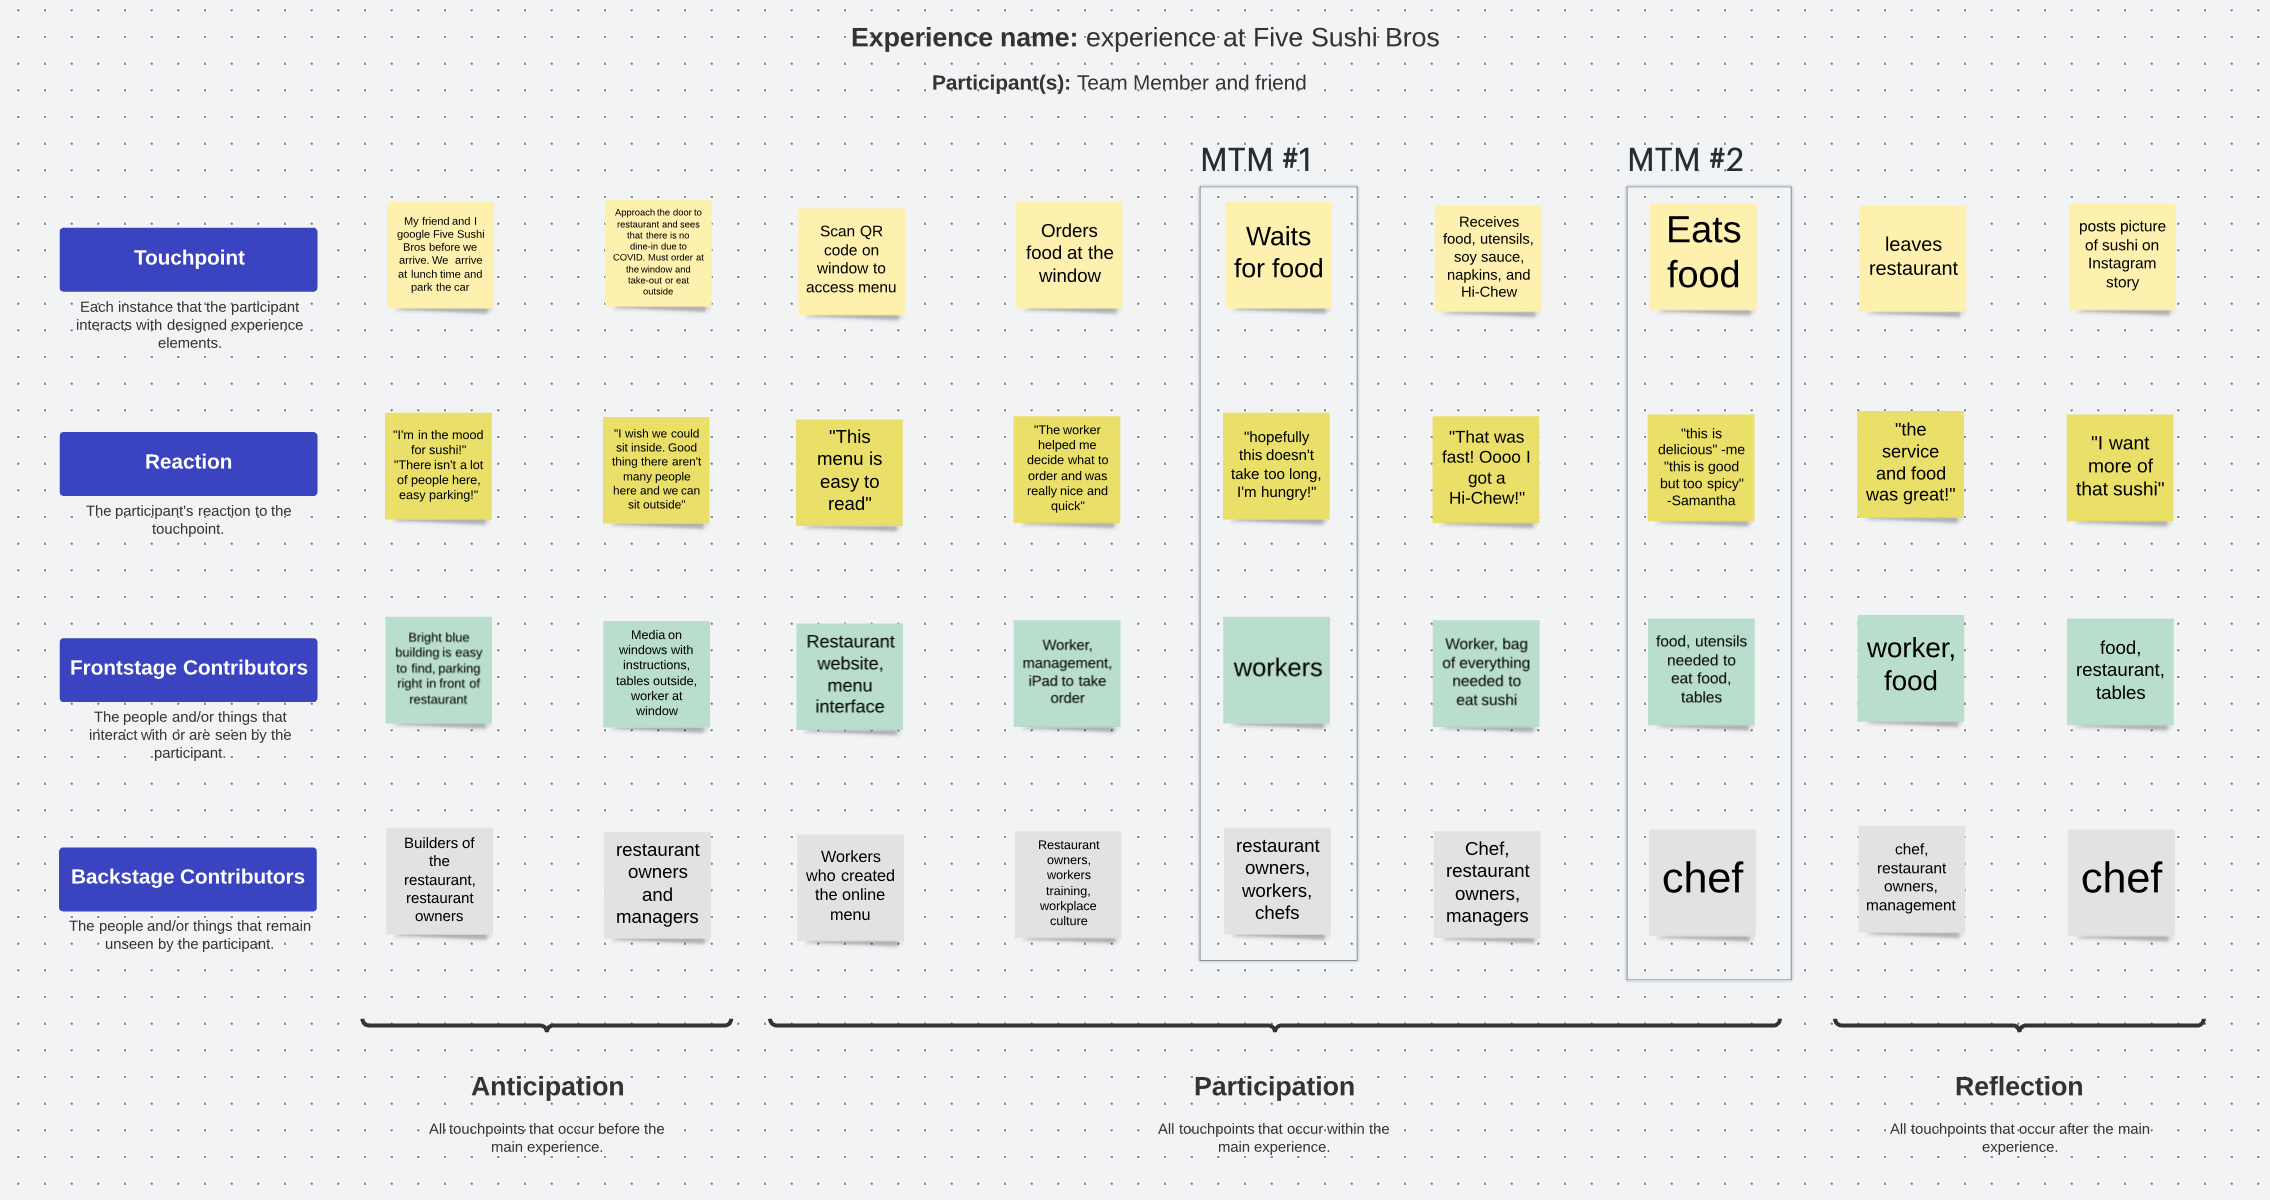 Experience name: experience at Five Sushi Bros
Participant(s): Team Member and friend
MTM #1
MTM #2
Touchpoint
Each instance that the participant
interacts with designed experience
elements.
My friend and I
google Five Sushi
Bros before we
arrive. We arrive
at lunch time and
park the car
Approach the door to
restaurant and sees
that there is no
dine-in due to
COVID. Must order at
the window and
take-out or eat
outside
Scan QR
code on
window to
access menu
Orders
food at the
window
Waits
for food
Receives
food, utensils,
soy sauce,
napkins, and
Hi-Chew
Eats
food
leaves
restaurant
posts picture
of sushi on
Instagram
story
Reaction
The participant's reaction to the
touchpoint.
"I'm in the mood
for sushi!"
"There isn't a lot
of people here,
easy parking!"
"I wish we could
sit inside. Good
thing there aren't
many people
here and we can
sit outside"
"This
menu is
easy to
read"
"The worker
helped me
decide what to
order and was
really nice and
quick"
"hopefully
this doesn't
take too long,
I'm hungry!"
"That was
fast! Oooo I
got a
Hi-Chew!"
"this is
delicious" -me
"this is good
but too spicy"
-Samantha
"the
service
and food
was great!"
"I want
more of
that sushi"
Frontstage Contributors
The people and/or things that
interact with or are seen by the
participant.
Bright blue
building is easy
to find, parking
right in front of
restaurant
Media on
windows with
instructions,
tables outside,
worker at
window
Restaurant
website,
menu
interface
Worker,
management,
iPad to take
order
workers
Worker, bag
of everything
needed to
eat sushi
food, utensils
needed to
eat food,
tables
worker,
food
food,
restaurant,
tables
Backstage Contributors
The people and/or things that remain
unseen by the participant.
Builders of
the
restaurant,
restaurant
owners
restaurant
owners
and
managers
Workers
who created
the online
menu
Restaurant
owners,
workers
training,
workplace
culture
restaurant
owners,
workers,
chefs
Chef,
restaurant
owners,
managers
chef
chef,
restaurant
owners,
management
chef
Anticipation
All touchpoints that occur before the
main experience.
Participation
All touchpoints that occur within the
main experience.
Reflection
All touchpoints that occur after the main
experience.